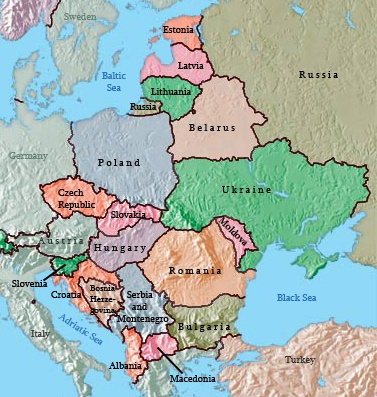 Sweden
Estonia
Latvia
Baltic
Sea
Russia
Lithuania
Russia
Belarus
Germany
Poland
Ukraine
Czech
Republic
Slovakia
Moldova
Austria
Hungary
Romania
Slovenia
Croatia
Bosnia
Herze-
govina
Serbia
and
Montenegro
Black Sea
Italy
Adriatic Sea
Bulgaria
Albania
Macedonia
Turkey